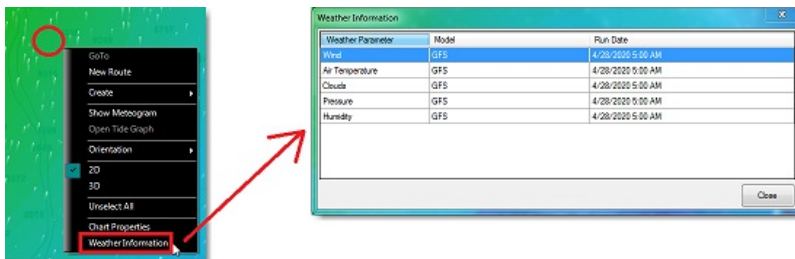 GoTo
New Route
Create
Show Meteogram
Open Tide Graph
Orientation
2D
3D
Unselect All
Chart Properties
Weather Information
Weather Information
Weather Parameter Model Run Date
Wind GFS 4/28/2020 5:00 AM
Air Temperature GFS 4/28/2020 5:00 AM
Clouds GFS 4/28/2020 5:00 AM
Pressure GFS 4/28/2020 5:00 AM
Humidity GFS 4/28/2020 5:00 AM
Close